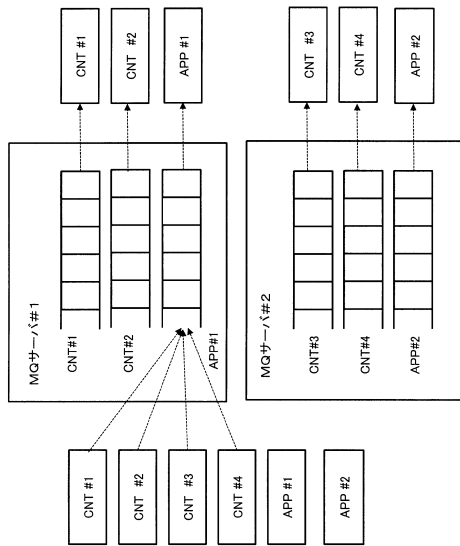 CNT #1
CNT #2
CNT #3
CNT #4
APP #1
APP #2
MQサーバ#1
CNT#1
CNT#2
APP#1
CNT #1
CNT #2
APP #1
MQサーバ#2
CNT#3
CNT#4
APP#2
CNT #3
CNT #4
APP #2